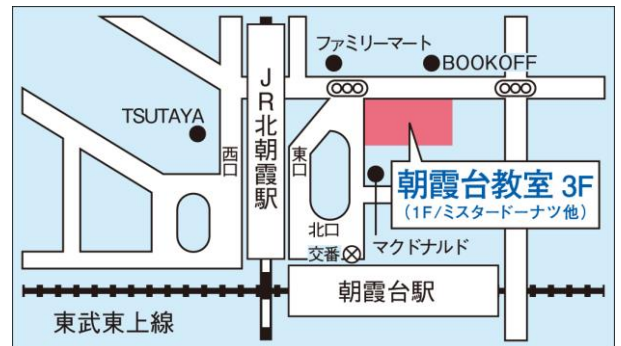 ファミリーマート
BOOKOFF
TSUTAYA
JR北朝霞駅
西口
東口
朝霞台教室 3F
(1F/ミスタードーナツ他)
北口
交番
マクドナルド
朝霞台駅
東武東上線